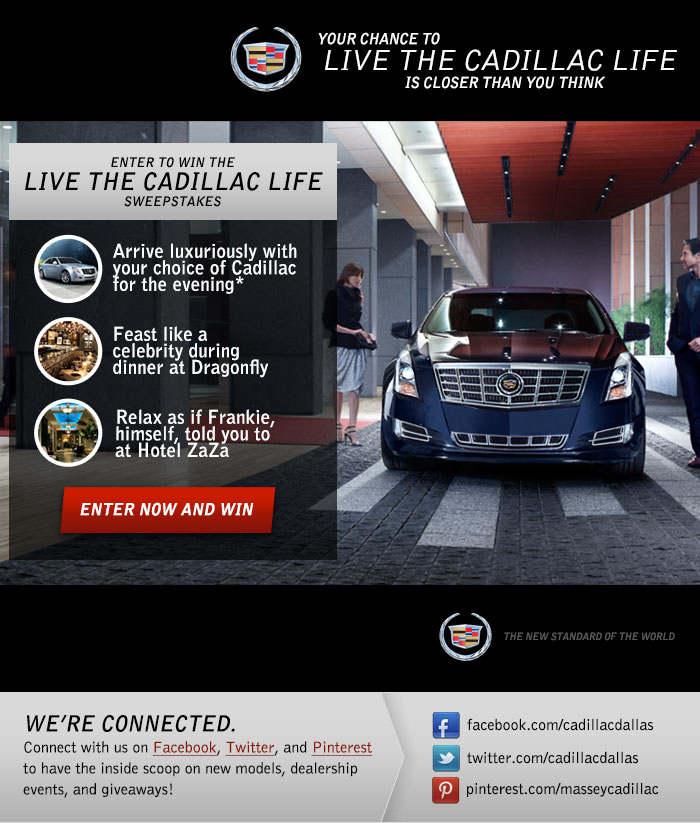 YOUR CHANCE TO
LIVE THE CADILLAC LIFE
IS CLOSER THAN YOU THINK
ENTER TO WIN THE
LIVE THE CADILLAC LIFE
SWEEPSTAKES
Arrive luxuriously with
your choice of Cadillac
for the evening*
Feast like a
celebrity during
dinner at Dragonfly
Relax as if Frankie,
himself, told you to
at Hotel ZaZa
ENTER NOW AND WIN
THE NEW STANDARD OF THE WORLD
WE'RE CONNECTED.
Connect with us on Facebook, Twitter, and Pinterest
to have the inside scoop on new models, dealership
events, and giveaways!
facebook.com/cadillacdallas
twitter.com/cadillacdallas
pinterest.com/masseycadillac